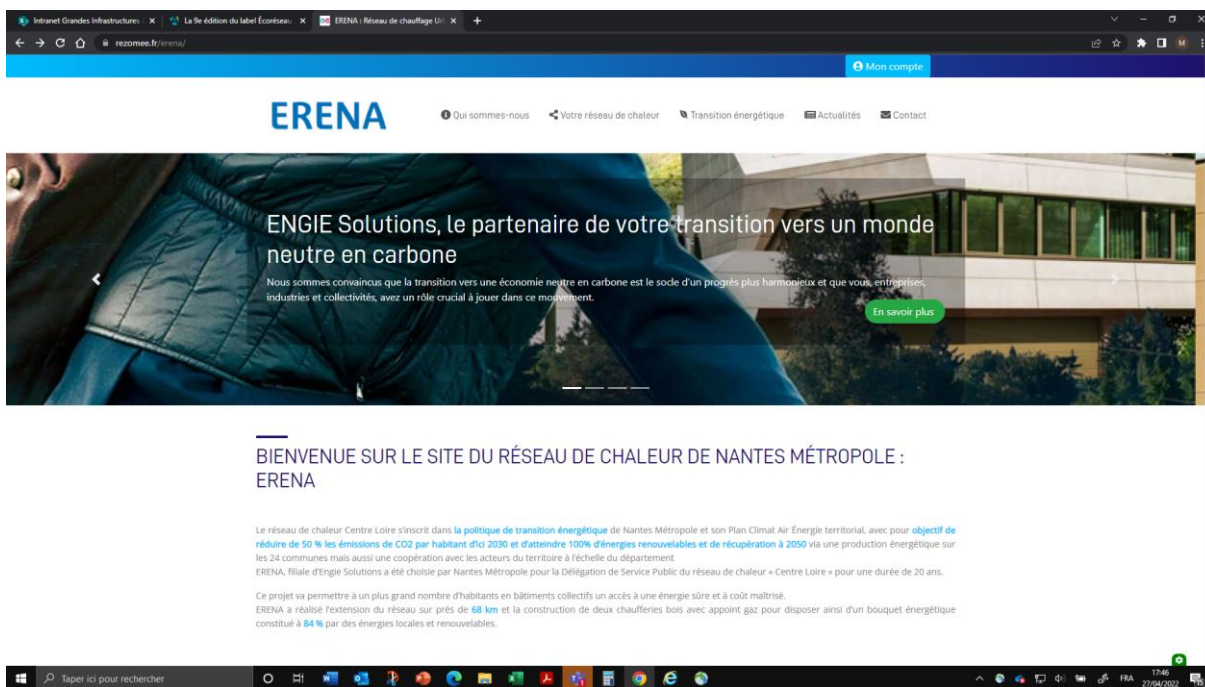 Intranet Grandes Infrastructures
La 9e édition du label Écoréseau
ERENA : Réseau de chauffage Ur
rezomee.fr/erena/
Mon compte
ERENA
Qui sommes-nous
Votre réseau de chaleur
Transition énergétique
Actualités
Contact
ENGIE Solutions, le partenaire de votre transition vers un monde
neutre en carbone
Nous sommes convaincus que la transition vers une économie neutre en carbone est le socle d'un progrès plus harmonieux et que vous, entreprises,
industries et collectivités, avez un rôle crucial à jouer dans ce mouvement.
En savoir plus
BIENVENUE SUR LE SITE DU RÉSEAU DE CHALEUR DE NANTES MÉTROPOLE :
ERENA
Le réseau de chaleur Centre Loire s'inscrit dans la politique de transition énergétique de Nantes Métropole et son Plan Climat Air Énergie territorial, avec pour objectif de
réduire de 50 % les émissions de CO2 par habitant d'ici 2030 et d'atteindre 100% d'énergies renouvelables et de récupération à 2050 via une production énergétique sur
les 24 communes mais aussi une coopération avec les acteurs du territoire à l'échelle du département
ERENA, filiale d'Engie Solutions a été choisie par Nantes Métropole pour la Délégation de Service Public du réseau de chaleur « Centre Loire » pour une durée de 20 ans.
Ce projet va permettre à un plus grand nombre d'habitants en bâtiments collectifs un accès à une énergie sûre et à coût maîtrisé.
ERENA a réalisé l'extension du réseau sur près de 68 km et la construction de deux chaufferies bois avec appoint gaz pour disposer ainsi d'un bouquet énergétique
constitué à 84 % par des énergies locales et renouvelables.
Taper ici pour rechercher
FRA
17:46
27/04/2022